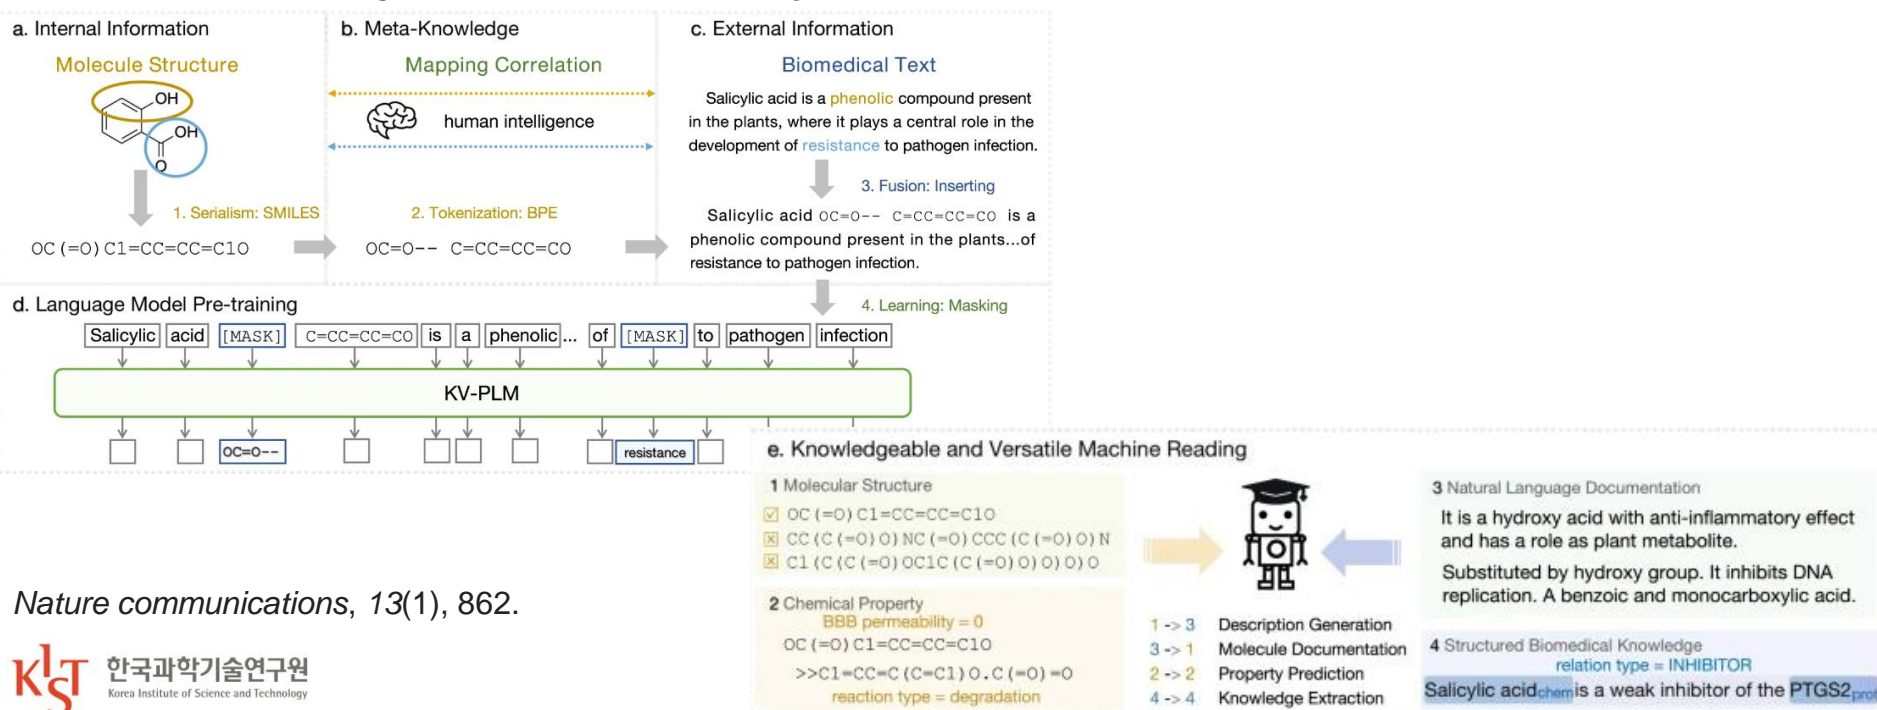 a. Internal Information
Molecule Structure
OH
OH
O
1. Serialism: SMILES
OC(=O)C1=CC=CC=C1O
b. Meta-Knowledge
Mapping Correlation
human intelligence
2. Tokenization: BPE
OC=O-- C=CC=CC=CO
c. External Information
Biomedical Text
Salicylic acid is a phenolic compound present
in the plants, where it plays a central role in the
development of resistance to pathogen infection.
3. Fusion: Inserting
Salicylic acid OC=O-- C=CC=CC=CO is a
phenolic compound present in the plants...of
resistance to pathogen infection.
4. Learning: Masking
d. Language Model Pre-training
Salicylic acid [MASK] C=CC=CC=CO is a phenolic... of [MASK] to pathogen infection
KV-PLM
OC=O-- resistance
e. Knowledgeable and Versatile Machine Reading
1 Molecular Structure
OC(=O)C1=CC=CC=C1O
CC(C(=O)O)NC(=O)CCC(C(=O)O)N
C1(C(C(=O)OC1C(C(=O)O)O)O)O
2 Chemical Property
BBB permeability = 0
OC(=O)C1=CC=CC=C1O
>>C1=CC=C(C=C1)O.C(=O)=O
reaction type = degradation
1 -> 3 Description Generation
3 -> 1 Molecule Documentation
2 -> 2 Property Prediction
4 -> 4 Knowledge Extraction
3 Natural Language Documentation
It is a hydroxy acid with anti-inflammatory effect
and has a role as plant metabolite.
Substituted by hydroxy group. It inhibits DNA
replication. A benzoic and monocarboxylic acid.
4 Structured Biomedical Knowledge
relation type = INHIBITOR
Salicylic acid chem is a weak inhibitor of the PTGS2
Nature communications, 13(1), 862.
KIST 한국과학기술연구원
Korea Institute of Science and Technology